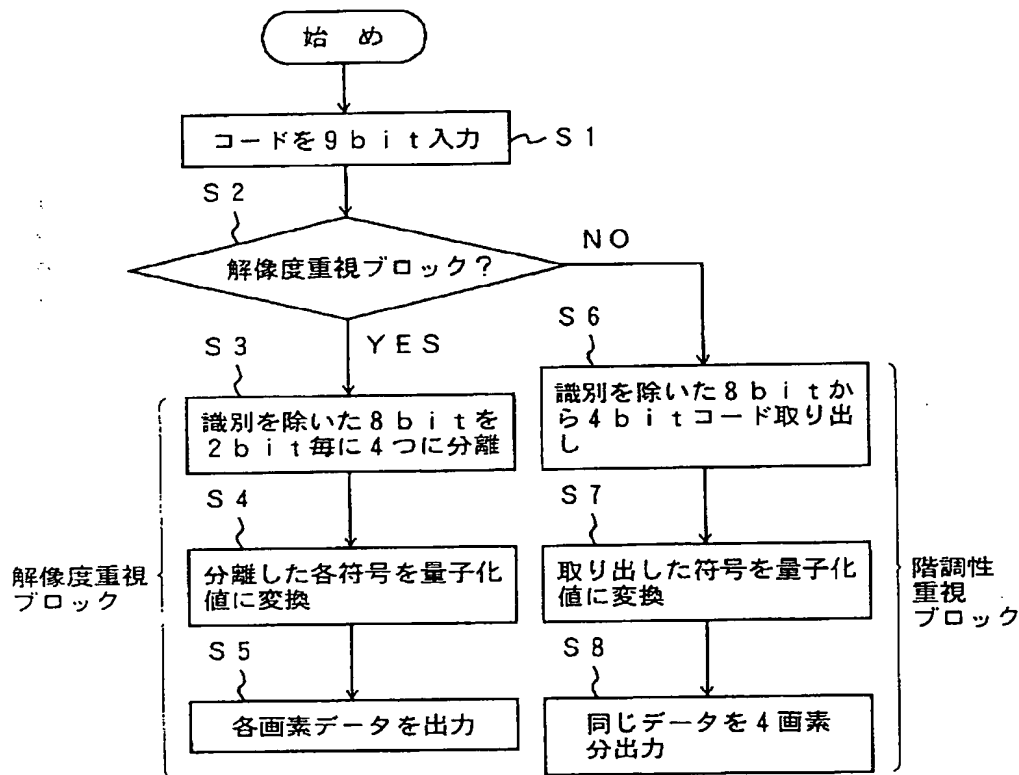 始 め
コードを9bit入力
S1
S2
解像度重視ブロック?
NO
YES
S3
識別を除いた8bitを
2bit毎に4つに分離
S4
分離した各符号を量子化
値に変換
S5
各画素データを出力
解像度重視
ブロック
S6
識別を除いた8bitか
ら4bitコード取り出
し
S7
取り出した符号を量子化
値に変換
S8
同じデータを4画素
分出力
階調性
重視
ブロック